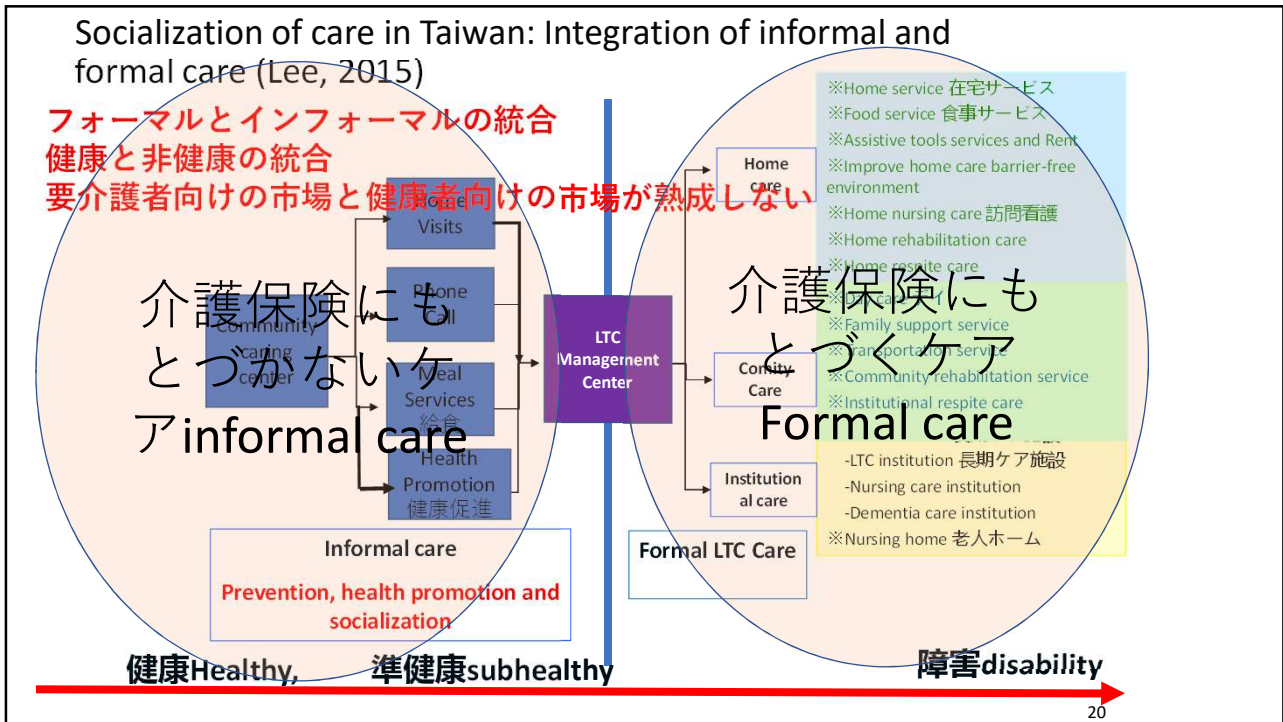 Socialization of care in Taiwan: Integration of informal and
formal care (Lee, 2015)
フォーマルとインフォーマルの統合
健康と非健康の統合
要介護者向けの市場と健康者向けの市場が熟成しない
Community
caring
center
介護保険にも
とづかないケ
アinformal care
Home
Visits
Phone
Call
Meal
Services
給食
Health
Promotion
健康促進
Informal care
Prevention, health promotion and
socialization
LTC
Management
Center
Home
care
Comity
Care
Institution
al care
介護保険にも
とづくケア
Formal care
Formal LTC Care
※Home service 在宅サービス
※Food service 食事サービス
※Assistive tools services and Rent
※Improve home care barrier-free
environment
※Home nursing care 訪問看護
※Home rehabilitation care
※Home respite care
※Day care デイ
※Family support service
※Transportation service
※Community rehabilitation service
※Institutional respite care
-LTC institution 長期ケア施設
-Nursing care institution
-Dementia care institution
※Nursing home 老人ホーム
健康Healthy,
準健康subhealthy
障害disability
20